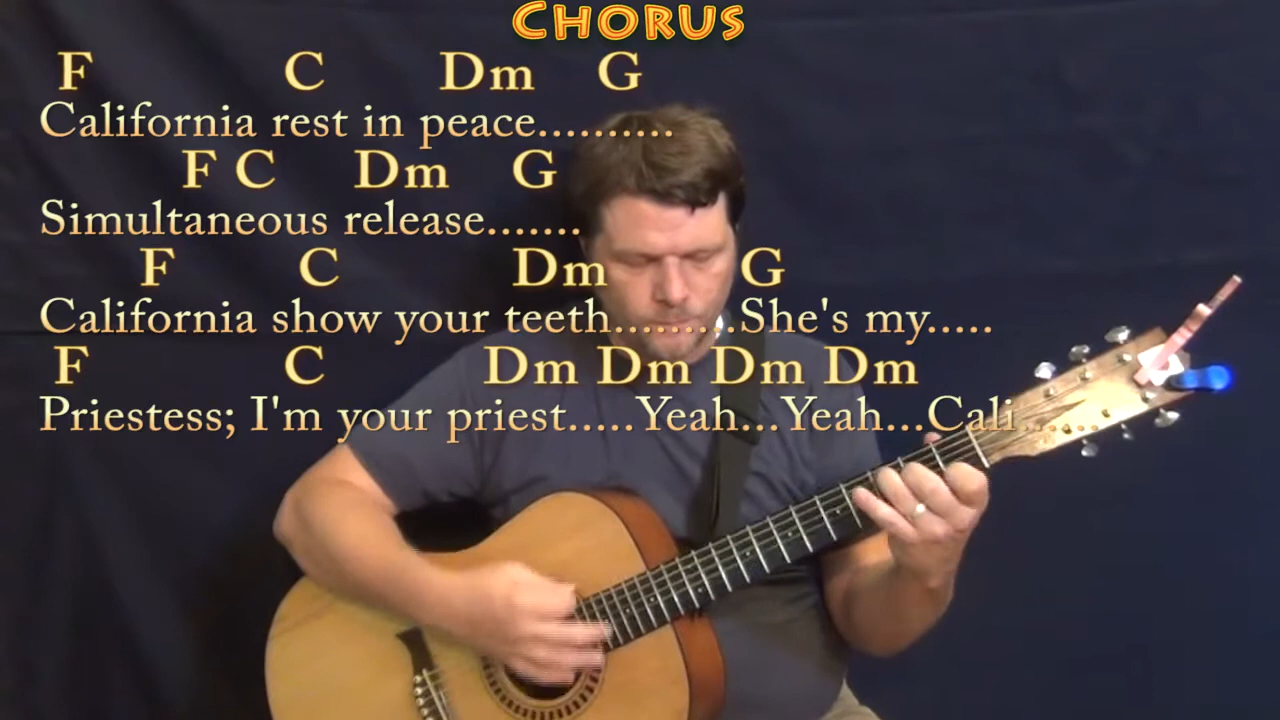 CHORUS
F C Dm G
California rest in peace..........
F C Dm G
Simultaneous release.......
F C Dm G
California show your teeth.........She's my.....
F C Dm Dm Dm Dm
Priestess; I'm your priest.....Yeah...Yeah...Cali......